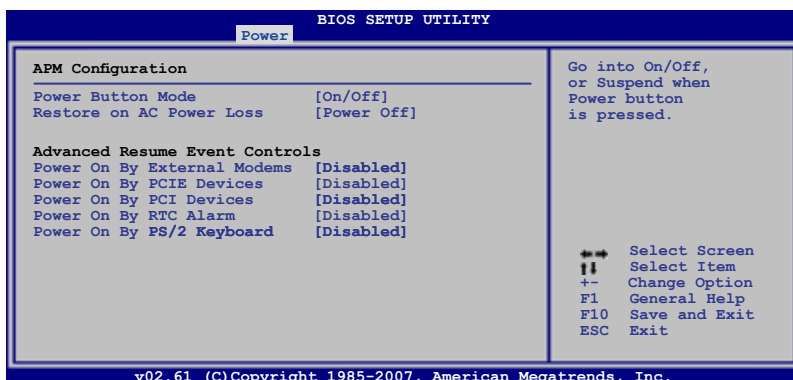 BIOS SETUP UTILITY
Power
APM Configuration
Power Button Mode [On/Off]
Restore on AC Power Loss [Power Off]
Advanced Resume Event Controls
Power On By External Modems [Disabled]
Power On By PCIE Devices [Disabled]
Power On By PCI Devices [Disabled]
Power On By RTC Alarm [Disabled]
Power On By PS/2 Keyboard [Disabled]
Go into On/Off,
or Suspend when
Power button
is pressed.
Select Screen
Select Item
+- Change Option
F1 General Help
F10 Save and Exit
ESC Exit
v02.61 (C)Copyright 1985-2007, American Megatrends, Inc.